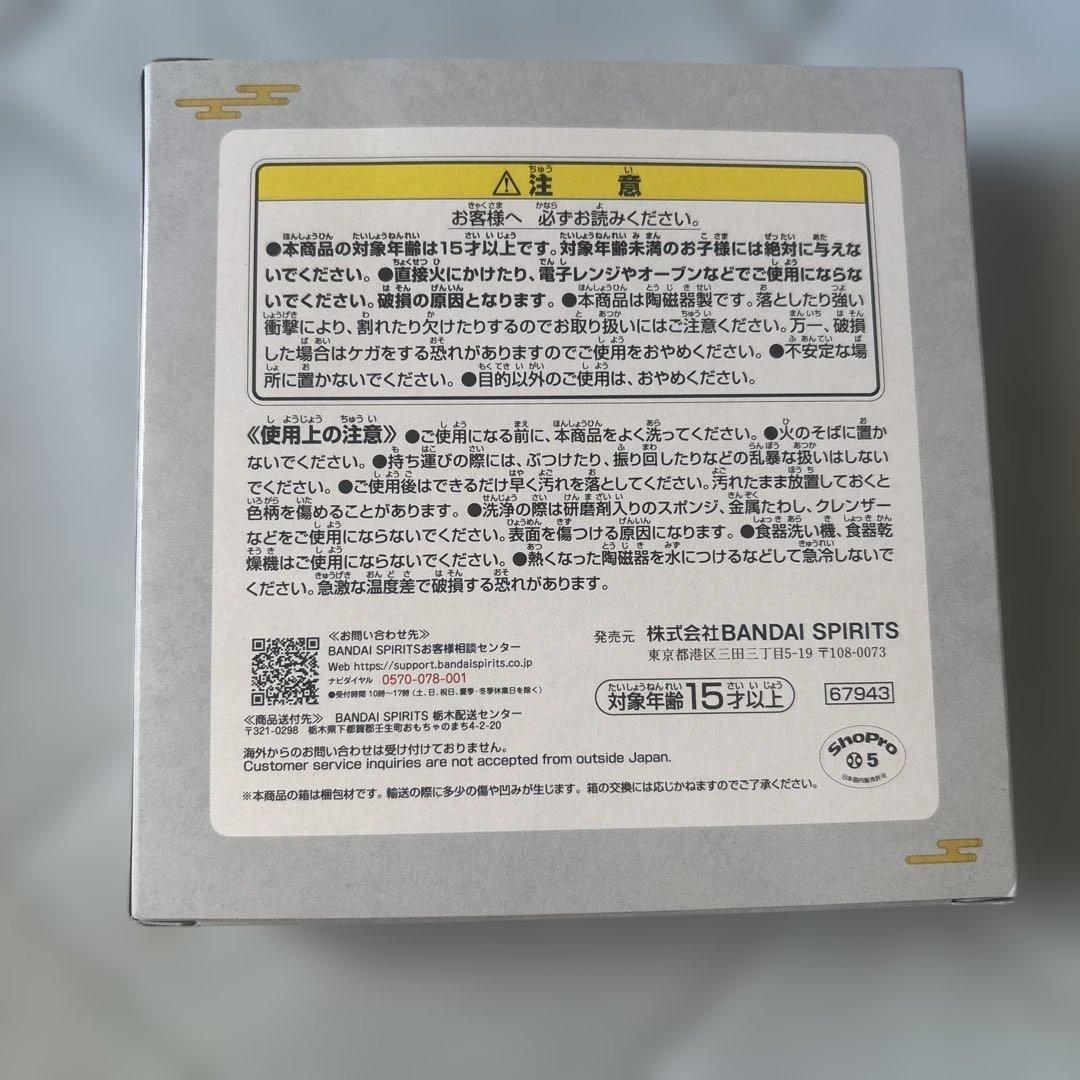 ⚠注意
お客様へ 必ずお読みください。
●本商品の対象年齢は15才以上です。対象年齢未満のお子様には絶対に与えな
いでください。●直接火にかけたり、電子レンジやオーブンなどでご使用にならな
いでください。破損の原因となります。●本商品は陶磁器製です。落としたり強い
衝撃により、割れたり欠けたりするのでお取り扱いにはご注意ください。万一、破損
した場合はケガをする恐れがありますのでご使用をおやめください。●不安定な場
所に置かないでください。●目的以外のご使用は、おやめください。
《使用上の注意》●ご使用になる前に、本商品をよく洗ってください。●火のそばに置か
ないでください。●持ち運びの際には、ぶつけたり、振り回したりなどの乱暴な扱いはしない
でください。●ご使用後はできるだけ早く汚れを落としてください。汚れたまま放置しておくと
色柄を傷めることがあります。●洗浄の際は研磨剤入りのスポンジ、金属たわし、クレンザー
などをご使用にならないでください。表面を傷つける原因になります。●食器洗い機、食器乾
燥機はご使用にならないでください。●熱くなった陶磁器を水につけるなどして急冷しないで
ください。急激な温度差で破損する恐れがあります。
≪お問い合わせ先≫
BANDAI SPIRITSお客様相談センター
Web https://support.bandaispirits.co.jp
ナビダイヤル 0570-078-001
●受付時間 10時～17時(土、日、祝日、夏季・冬季休業日を除く)
≪商品送付先≫ BANDAI SPIRITS 栃木配送センター
〒321-0298 栃木県下都賀郡壬生町おもちゃのまち4-2-20
発売元 株式会社BANDAI SPIRITS
東京都港区三田三丁目5-19 〒108-0073
対象年齢15才以上
67943
ShoPro
5
日本国内販売許可
海外からのお問い合わせは受け付けておりません。
Customer service inquiries are not accepted from outside Japan.
※本商品の箱は梱包材です。輸送の際に多少の傷や凹みが生じます。箱の交換には応じかねますのでご了承ください。